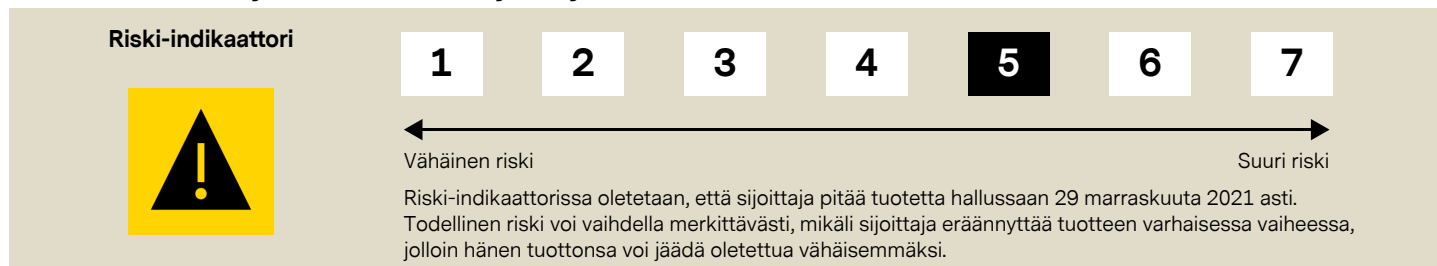 Riski-indikaattori
1 2 3 4 5 6 7
Vähäinen riski Suuri riski
Riski-indikaattorissa oletetaan, että sijoittaja pitää tuotetta hallussaan 29 marraskuuta 2021 asti.
Todellinen riski voi vaihdella merkittävästi, mikäli sijoittaja eräännyttää tuotteen varhaisessa vaiheessa,
jolloin hänen tuottonsa voi jäädä oletettua vähäisemmäksi.